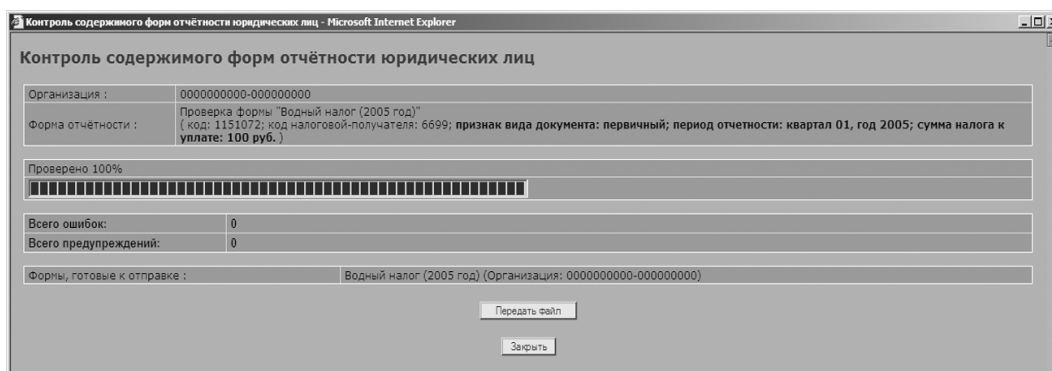 Контроль содержимого форм отчётности юридических лиц - Microsoft Internet Explorer
Контроль содержимого форм отчётности юридических лиц
Организация : 0000000000-000000000
Форма отчётности : Проверка формы "Водный налог (2005 год)"
( код: 1151072; код налоговой-получателя: 6699; признак вида документа: первичный; период отчетности: квартал 01, год 2005; сумма налога к
уплате: 100 руб. )
Проверено 100%
Всего ошибок: 0
Всего предупреждений: 0
Формы, готовые к отправке : Водный налог (2005 год) (Организация: 0000000000-000000000)
Передать файл
Закрыть